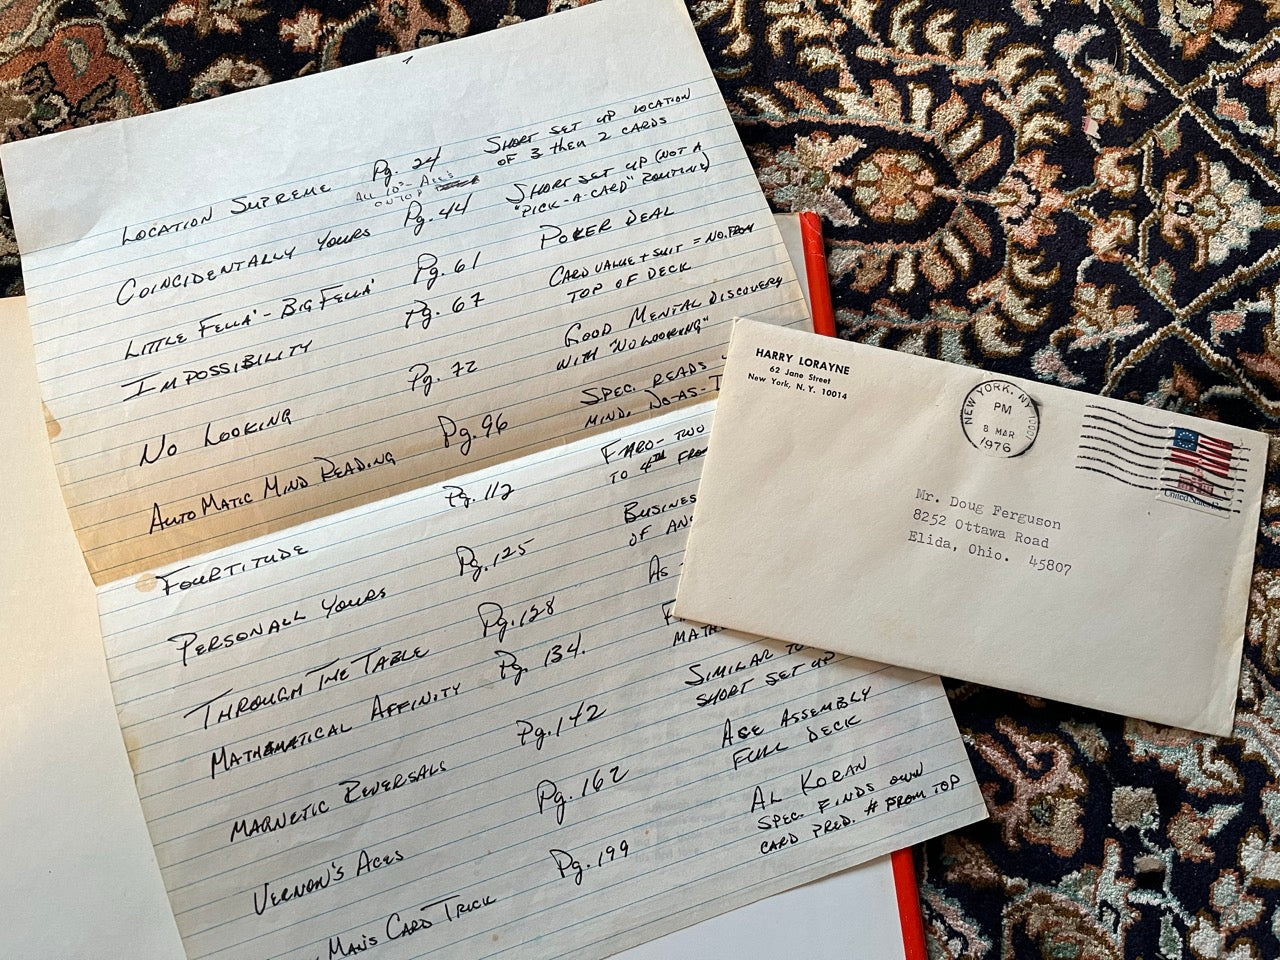 LOCATION SUPREME Pg. 24 SHORT SET UP LOCATION
OF 3 then 2 CARDS
ALL 10's - ACES
ONTO
COINCIDENTALLY YOURS Pg. 44 SHORT SET UP (NOT A
"PICK-A-CARD" ROUTINE)
LITTLE FELLA' - BIG FELLA' Pg. 61 POKER DEAL
IMPOSSIBILITY Pg. 67 CARD VALUE + SUIT = NO. FROM
TOP OF DECK
NO LOOKING Pg. 72 GOOD MENTAL DISCOVERY
WITH "NO LOOKING"
AUTOMATIC MIND READING Pg. 96 SPEC. READS
MIND. DO-AS-I
FOURTITUDE Pg. 112 FARO - TWO
TO 4TH FROM
PERSONALL YOURS Pg. 125 BUSINES
OF AN
THROUGH THE TABLE Pg. 128 AS -
MATHEMATICAL AFFINITY Pg. 134.
MATH
MAGNETIC REVERSALS Pg. 142 SIMILAR TO
SHORT SET UP
VERNON'S ACES Pg. 162 ACE ASSEMBLY
FULL DECK
MAN'S CARD TRICK Pg. 199 AL KORAN
SPEC. FINDS OWN
CARD PRED. # FROM TOP
HARRY LORAYNE
62 Jane Street
New York, N. Y. 10014
NEW YORK, NY 10001
PM
8 MAR
1976
United States
Mr. Doug Ferguson
8252 Ottawa Road
Elida, Ohio. 45807